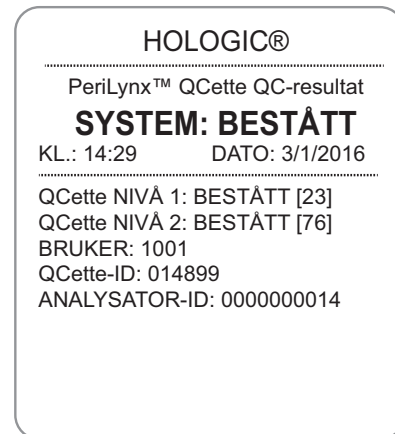 HOLOGIC®
PeriLynx™ QCette QC-resultat
SYSTEM: BESTÅTT
KL.: 14:29 DATO: 3/1/2016
QCette NIVÅ 1: BESTÅTT [23]
QCette NIVÅ 2: BESTÅTT [76]
BRUKER: 1001
QCette-ID: 014899
ANALYSATOR-ID: 0000000014